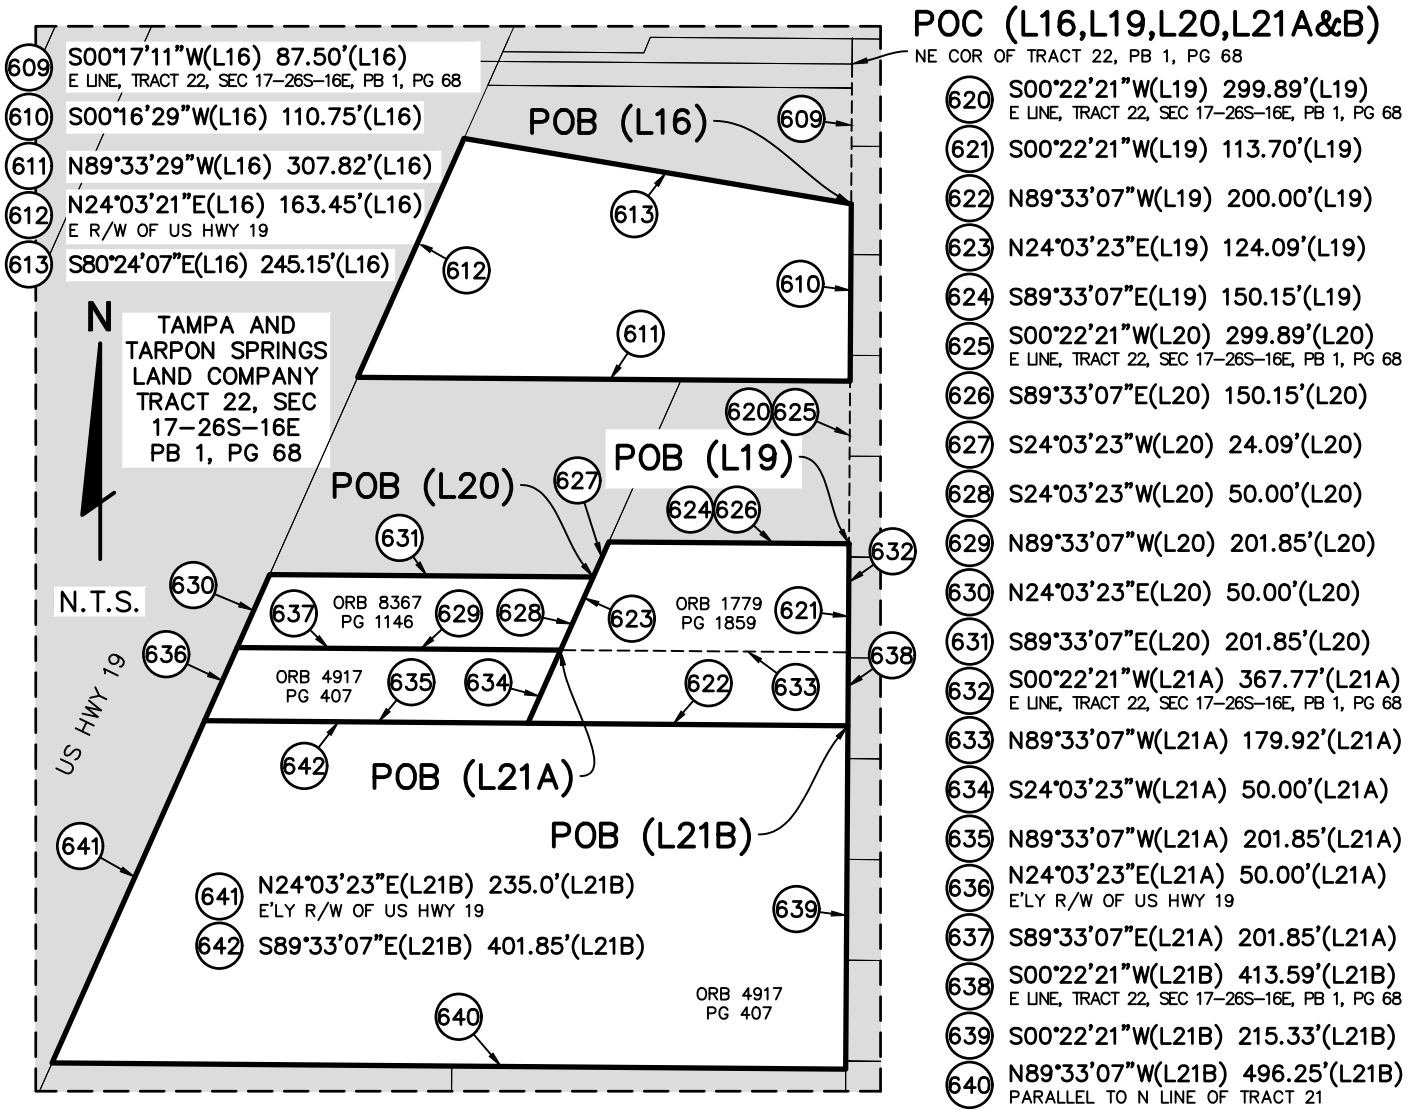 POC (L16,L19,L20,L21A&B)
NE COR OF TRACT 22, PB 1, PG 68
609 S00°17'11"W(L16) 87.50'(L16)
E LINE, TRACT 22, SEC 17-26S-16E, PB 1, PG 68
610 S00°16'29"W(L16) 110.75'(L16)
611 N89°33'29"W(L16) 307.82'(L16)
612 N24°03'21"E(L16) 163.45'(L16)
E R/W OF US HWY 19
613 S80°24'07"E(L16) 245.15'(L16)
N
TAMPA AND
TARPON SPRINGS
LAND COMPANY
TRACT 22, SEC
17-26S-16E
PB 1, PG 68
N.T.S.
POB (L16)
609
613
612
610
611
620 625
POB (L19)
POB (L20)
627
624 626
631
632
630
637
ORB 8367
PG 1146
629
628
623
ORB 1779
PG 1859
621
636
638
ORB 4917
PG 407
635
634
622
633
US HWY 19
642
POB (L21A)
POB (L21B)
641
641 N24°03'23"E(L21B) 235.0'(L21B)
E'LY R/W OF US HWY 19
642 S89°33'07"E(L21B) 401.85'(L21B)
639
ORB 4917
PG 407
640
620 S00°22'21"W(L19) 299.89'(L19)
E LINE, TRACT 22, SEC 17-26S-16E, PB 1, PG 68
621 S00°22'21"W(L19) 113.70'(L19)
622 N89°33'07"W(L19) 200.00'(L19)
623 N24°03'23"E(L19) 124.09'(L19)
624 S89°33'07"E(L19) 150.15'(L19)
625 S00°22'21"W(L20) 299.89'(L20)
E LINE, TRACT 22, SEC 17-26S-16E, PB 1, PG 68
626 S89°33'07"E(L20) 150.15'(L20)
627 S24°03'23"W(L20) 24.09'(L20)
628 S24°03'23"W(L20) 50.00'(L20)
629 N89°33'07"W(L20) 201.85'(L20)
630 N24°03'23"E(L20) 50.00'(L20)
631 S89°33'07"E(L20) 201.85'(L20)
632 S00°22'21"W(L21A) 367.77'(L21A)
E LINE, TRACT 22, SEC 17-26S-16E, PB 1, PG 68
633 N89°33'07"W(L21A) 179.92'(L21A)
634 S24°03'23"W(L21A) 50.00'(L21A)
635 N89°33'07"W(L21A) 201.85'(L21A)
636 N24°03'23"E(L21A) 50.00'(L21A)
E'LY R/W OF US HWY 19
637 S89°33'07"E(L21A) 201.85'(L21A)
638 S00°22'21"W(L21B) 413.59'(L21B)
E LINE, TRACT 22, SEC 17-26S-16E, PB 1, PG 68
639 S00°22'21"W(L21B) 215.33'(L21B)
640 N89°33'07"W(L21B) 496.25'(L21B)
PARALLEL TO N LINE OF TRACT 21